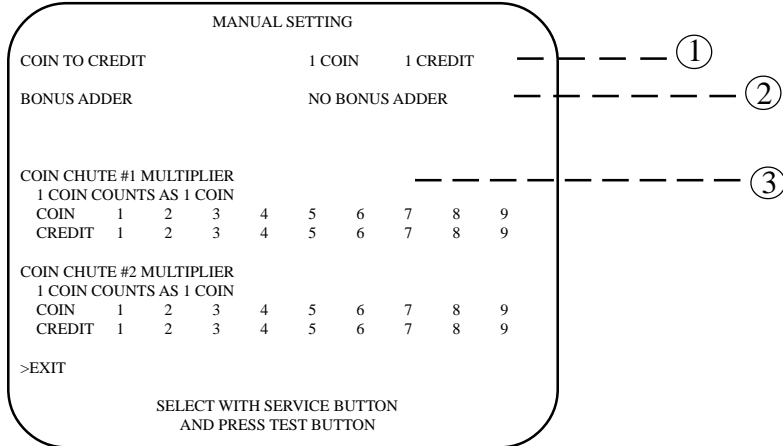 MANUAL SETTING
COIN TO CREDIT 1 COIN 1 CREDIT 1
BONUS ADDER NO BONUS ADDER 2
COIN CHUTE #1 MULTIPLIER 3
1 COIN COUNTS AS 1 COIN
COIN 1 2 3 4 5 6 7 8 9
CREDIT 1 2 3 4 5 6 7 8 9
COIN CHUTE #2 MULTIPLIER
1 COIN COUNTS AS 1 COIN
COIN 1 2 3 4 5 6 7 8 9
CREDIT 1 2 3 4 5 6 7 8 9
>EXIT
SELECT WITH SERVICE BUTTON
AND PRESS TEST BUTTON